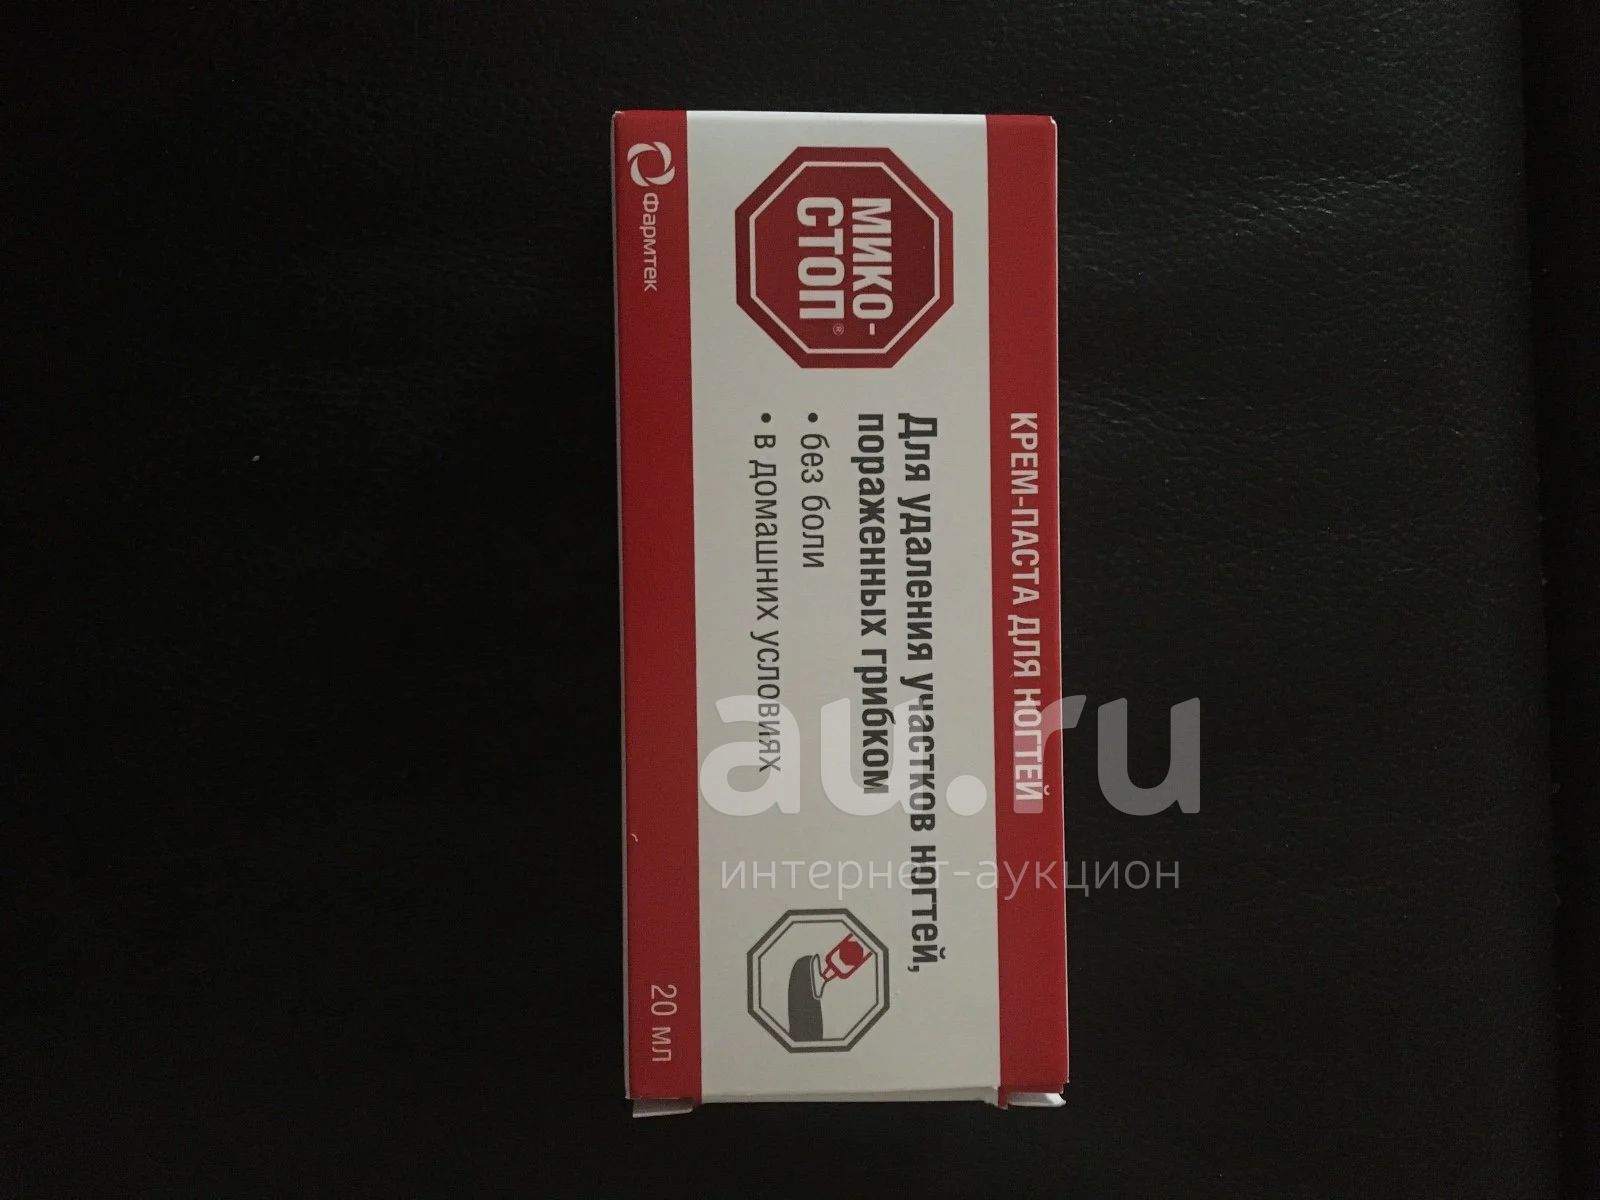 КРЕМ-ПАСТА ДЛЯ НОГТЕЙ
МИКО-
СТОП®
Для удаления участков ногтей,
пораженных грибком
• без боли
• в домашних условиях
Фармтек
20 мл
au.ru
интернет-аукцион